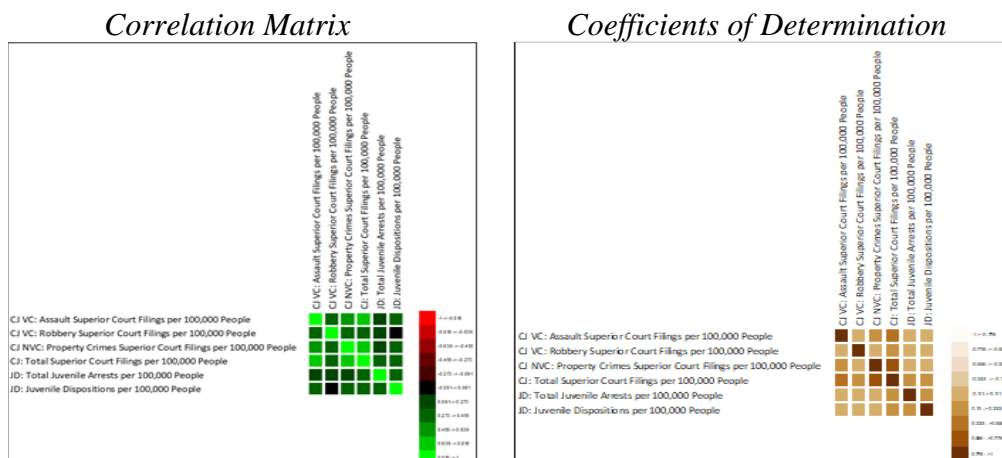 Correlation Matrix
CJ VC: Assault Superior Court Filings per 100,000 People
CJ VC: Robbery Superior Court Filings per 100,000 People
CJ NVC: Property Crimes Superior Court Filings per 100,000 People
CJ: Total Superior Court Filings per 100,000 People
JD: Total Juvenile Arrests per 100,000 People
JD: Juvenile Dispositions per 100,000 People
CJ VC: Assault Superior Court Filings per 100,000 People
CJ VC: Robbery Superior Court Filings per 100,000 People
CJ NVC: Property Crimes Superior Court Filings per 100,000 People
CJ: Total Superior Court Filings per 100,000 People
JD: Total Juvenile Arrests per 100,000 People
JD: Juvenile Dispositions per 100,000 People
Coefficients of Determination
CJ VC: Assault Superior Court Filings per 100,000 People
CJ VC: Robbery Superior Court Filings per 100,000 People
CJ NVC: Property Crimes Superior Court Filings per 100,000 People
CJ: Total Superior Court Filings per 100,000 People
JD: Total Juvenile Arrests per 100,000 People
JD: Juvenile Dispositions per 100,000 People
CJ VC: Assault Superior Court Filings per 100,000 People
CJ VC: Robbery Superior Court Filings per 100,000 People
CJ NVC: Property Crimes Superior Court Filings per 100,000 People
CJ: Total Superior Court Filings per 100,000 People
JD: Total Juvenile Arrests per 100,000 People
JD: Juvenile Dispositions per 100,000 People